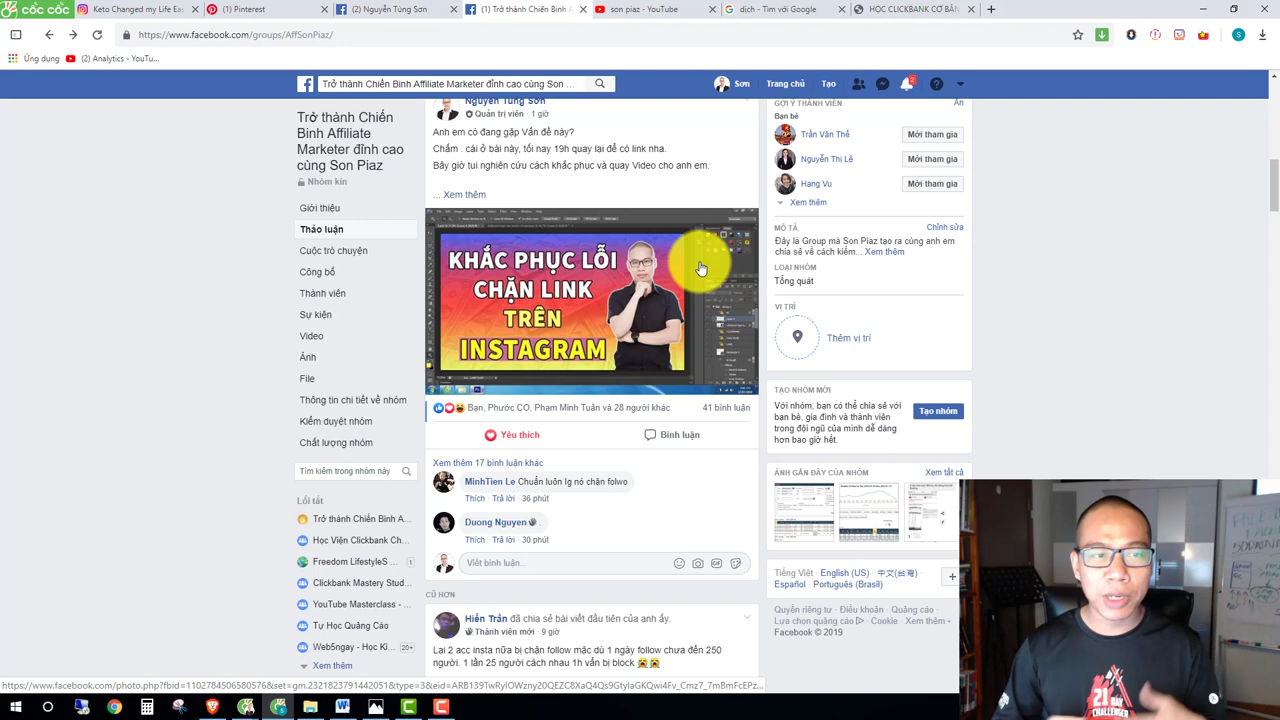 cốc cốc
Keto Changed my Life Eas
(1) Pinterest
(2) Nguyễn Tùng Sơn
(1) Trở thành Chiến Binh A
son piaz - YouTube
dịch - Tìm với Google
HỌC CLICKBANK CƠ BẢN
https://www.facebook.com/groups/AffSonPiaz/
S
Ứng dụng
(2) Analytics - YouTu...
Trở thành Chiến Binh Affiliate Marketer đỉnh cao cùng Son ...
Sơn
Trang chủ
Tạo
2
Trở thành Chiến
Binh Affiliate
Marketer đỉnh cao
cùng Son Piaz
Nhóm kín
Giới thiệu
Thảo luận
Cuộc trò chuyện
Công bố
Thành viên
Sự kiện
Video
Ảnh
File
Thông tin chi tiết về nhóm
Kiểm duyệt nhóm
Chất lượng nhóm
Tìm kiếm trong nhóm này
Lối tắt
Trở thành Chiến Binh A...
Học Viện Clickbank Ch...
Freedom LifestyleS ...
1
Clickbank Mastery Stud...
YouTube Masterclass - ...
Tự Học Quảng Cáo
Web5ngay - Học Ki...
20+
Xem thêm
Nguyễn Tùng Sơn
Quản trị viên · 1 giờ
Anh em có đang gặp Vấn đề này?
Chấm . cái ở bài này, tối nay 19h quay lại để có link nha.
Bây giờ tui nghiên cứu cách khắc phục và quay Video cho anh em.
... Xem thêm
KHẮC PHỤC LỖI
CHẶN LINK
TRÊN
INSTAGRAM
Bạn, Phước CO, Phạm Minh Tuấn và 28 người khác
41 bình luận
Yêu thích
Bình luận
Xem thêm 17 bình luận khác
MinhTien Le Chuẩn luôn Ig nó chặn folwo
Thích · Trả lời · 36 phút
Duong Nguyen .
Thích · Trả lời · 30 phút
Viết bình luận...
CŨ HƠN
Hiển Trần đã chia sẻ bài viết đầu tiên của anh ấy.
Thành viên mới · 9 giờ
Lại 2 acc insta nữa bị chặn follow mặc dù 1 ngày follow chưa đến 250
người. 1 lần 25 người cách nhau 1h vẫn bị block
GỢI Ý THÀNH VIÊN
Ẩn
Bạn bè
Trần Văn Thế
Mời tham gia
Nguyễn Thị Lệ
Mời tham gia
Hang Vu
Mời tham gia
Xem thêm
MÔ TẢ
Chỉnh sửa
Đây là Group mà Son Piaz tạo ra cùng anh em
chia sẻ về cách kiếm... Xem thêm
LOẠI NHÓM
Tổng quát
VỊ TRÍ
Thêm vị trí
TẠO NHÓM MỚI
Với nhóm, bạn có thể chia sẻ với
bạn bè, gia đình và thành viên
trong đội ngũ của mình dễ dàng
hơn bao giờ hết.
Tạo nhóm
ẢNH GẦN ĐÂY CỦA NHÓM
Xem tất cả
Tiếng Việt · English (US) · 中文(台灣) ·
Español · Português (Brasil)
Quyền riêng tư · Điều khoản · Quảng cáo ·
Lựa chọn quảng cáo · Cookie · Xem thêm
Facebook © 2019
21
DAY
CHALLENGE